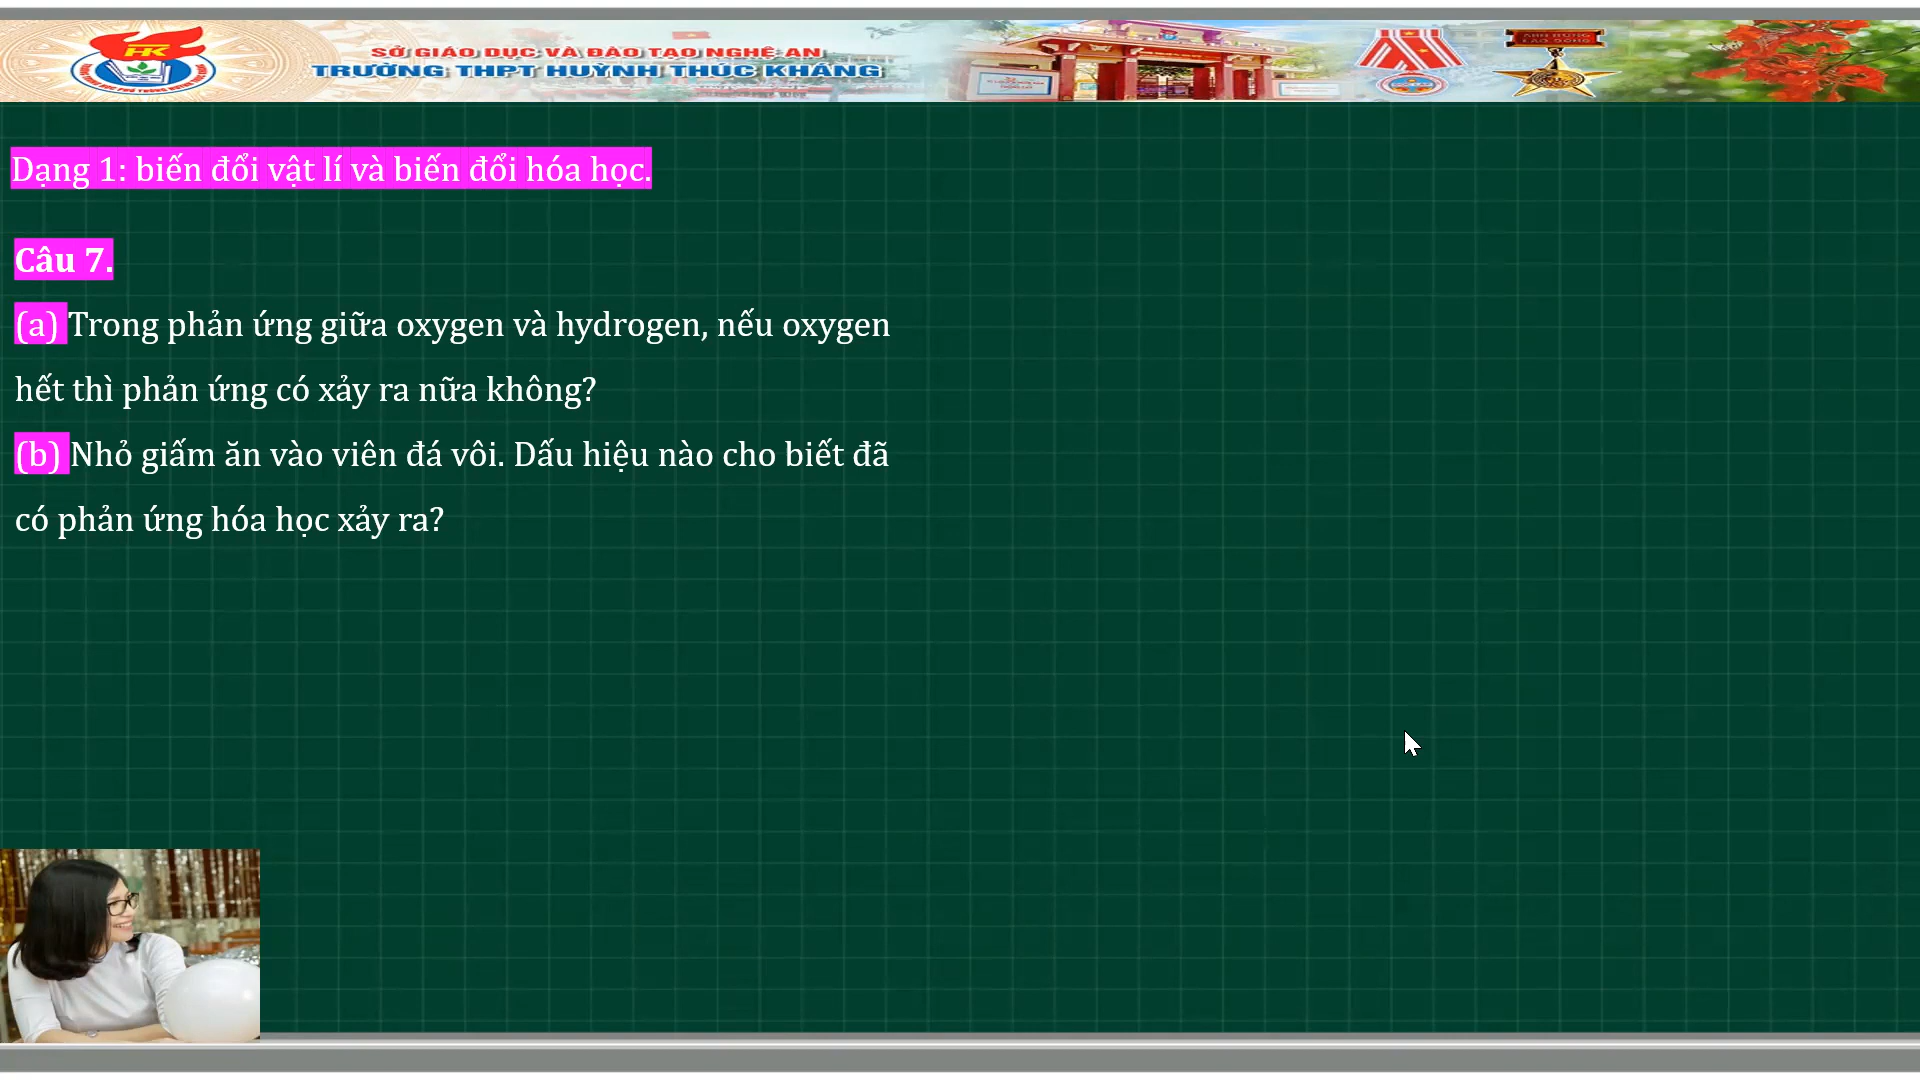 SỞ GIÁO DỤC VÀ ĐÀO TẠO NGHỆ AN
TRƯỜNG THPT HUỲNH THÚC KHÁNG
Dạng 1: biến đổi vật lí và biến đổi hóa học.
Câu 7.
(a) Trong phản ứng giữa oxygen và hydrogen, nếu oxygen
hết thì phản ứng có xảy ra nữa không?
(b) Nhỏ giấm ăn vào viên đá vôi. Dấu hiệu nào cho biết đã
có phản ứng hóa học xảy ra?